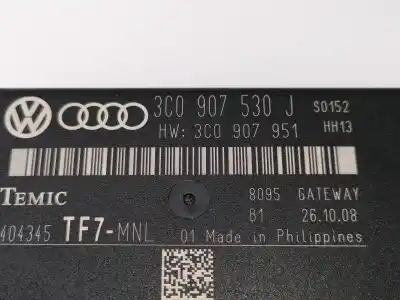 3C0 907 530 J S0152
HW: 3C0 907 951 HH13
TEMIC 8095 GATEWAY
B1 26.10.08
404345 TF7-MNL 01 Made in Philippines